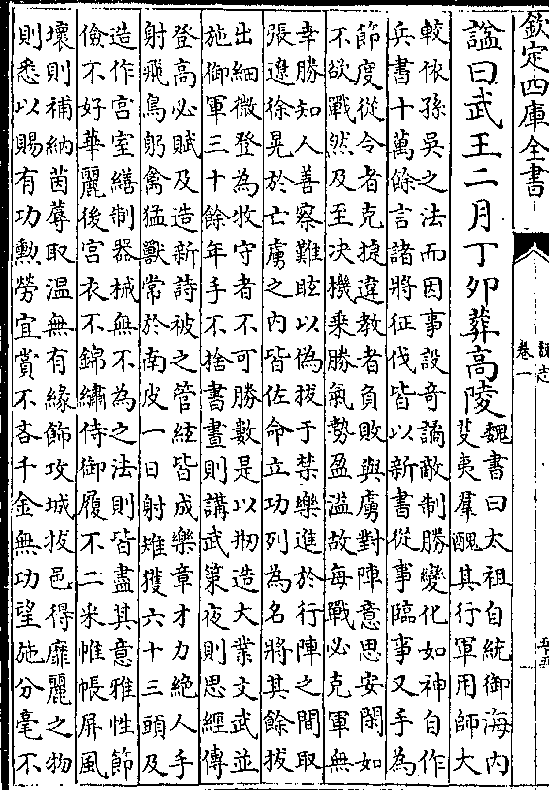 欽定四庫全書
卷一
諡曰武王二月丁卯葬高陵
魏書曰太祖自統御海内
芟夷羣醜其行軍用師大
較依孫吳之法而因事設奇譎敵制勝變化如神自作
兵書十萬餘言諸將征伐皆以新書從事臨事又手為
節度從令者克捷違教者負敗與虜對陣意思安閑如
不欲戰然及至决機乗勝氣勢盈溢故每戰必克軍無
幸勝知人善察難眩以偽拔于禁樂進於行陣之間取
張遼徐晃於亡虜之内皆佐命立功列為名將其餘拔
出細微登為牧守者不可勝數是以剏造大業文武並
施御軍三十餘年手不捨書晝則講武策夜則思經傳
登高必賦及造新詩被之管絃皆成樂章才力絶人手
射飛鳥躬禽猛獸常於南皮一日射雉獲六十三頭及
造作宫室繕制器械無不為之法則皆盡其意雅性節
儉不好華麗後宫衣不錦繡侍御履不二采帷帳屏風
壞則補納茵蓐取溫無有緣飾攻城拔邑得靡麗之物
則悉以賜有功勲勞宜賞不吝千金無功望施分毫不